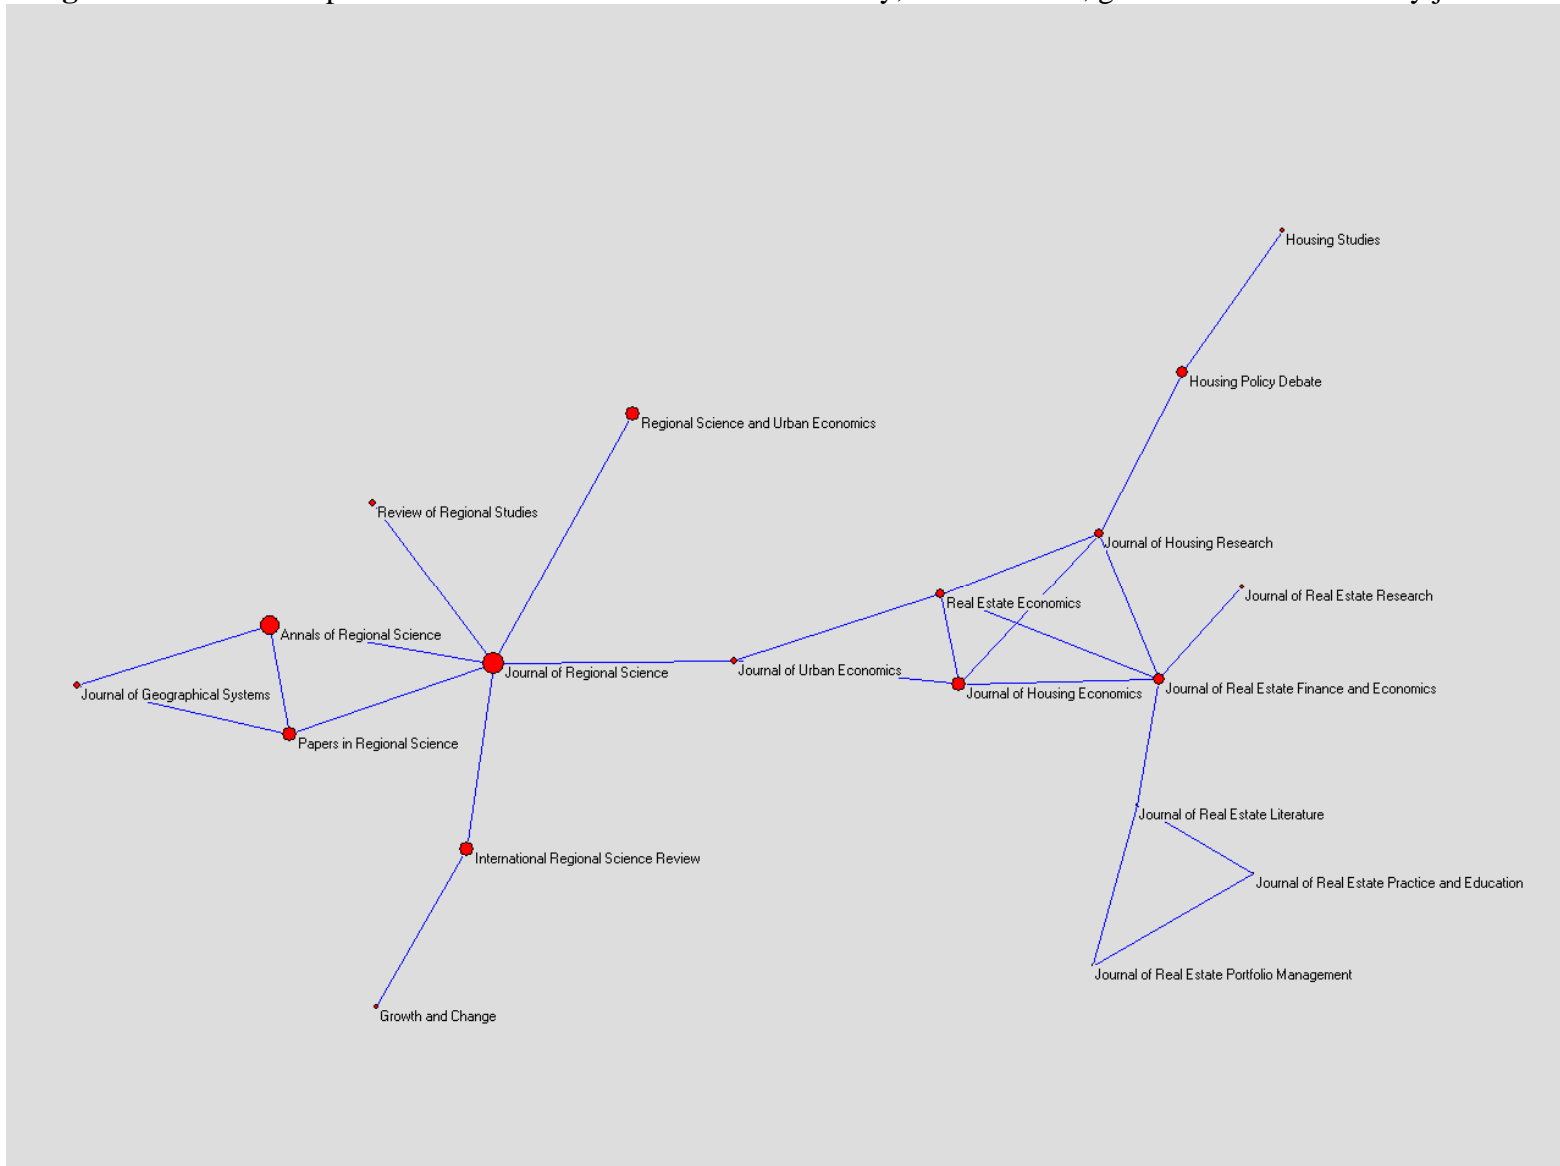 Housing Studies
Housing Policy Debate
Regional Science and Urban Economics
Review of Regional Studies
Journal of Housing Research
Journal of Real Estate Research
Real Estate Economics
Annals of Regional Science
Journal of Regional Science
Journal of Urban Economics
Journal of Geographical Systems
Journal of Housing Economics
Journal of Real Estate Finance and Economics
Papers in Regional Science
Journal of Real Estate Literature
International Regional Science Review
Journal of Real Estate Practice and Education
Journal of Real Estate Portfolio Management
Growth and Change